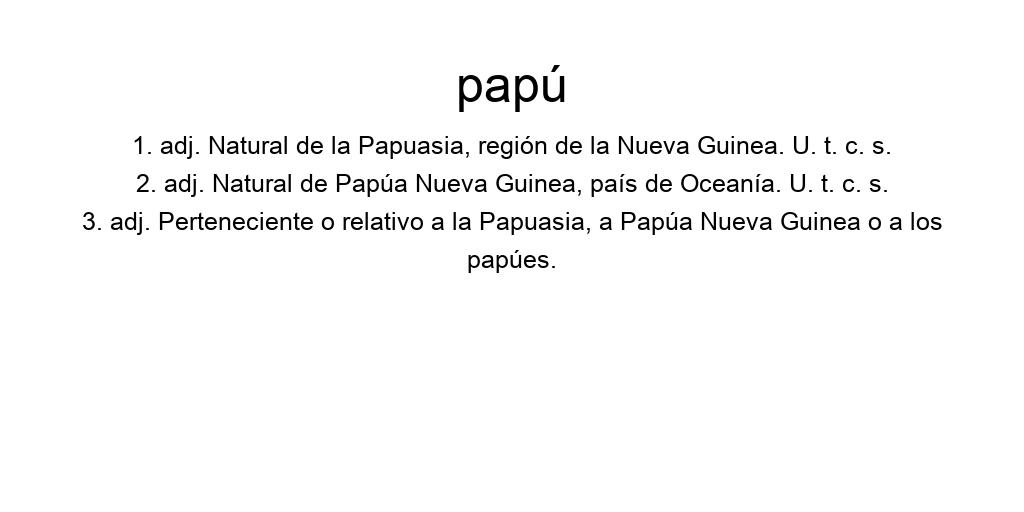 papú
1. adj. Natural de la Papuasia, región de la Nueva Guinea. U. t. c. s.
2. adj. Natural de Papúa Nueva Guinea, país de Oceanía. U. t. c. s.
3. adj. Perteneciente o relativo a la Papuasia, a Papúa Nueva Guinea o a los
papúes.